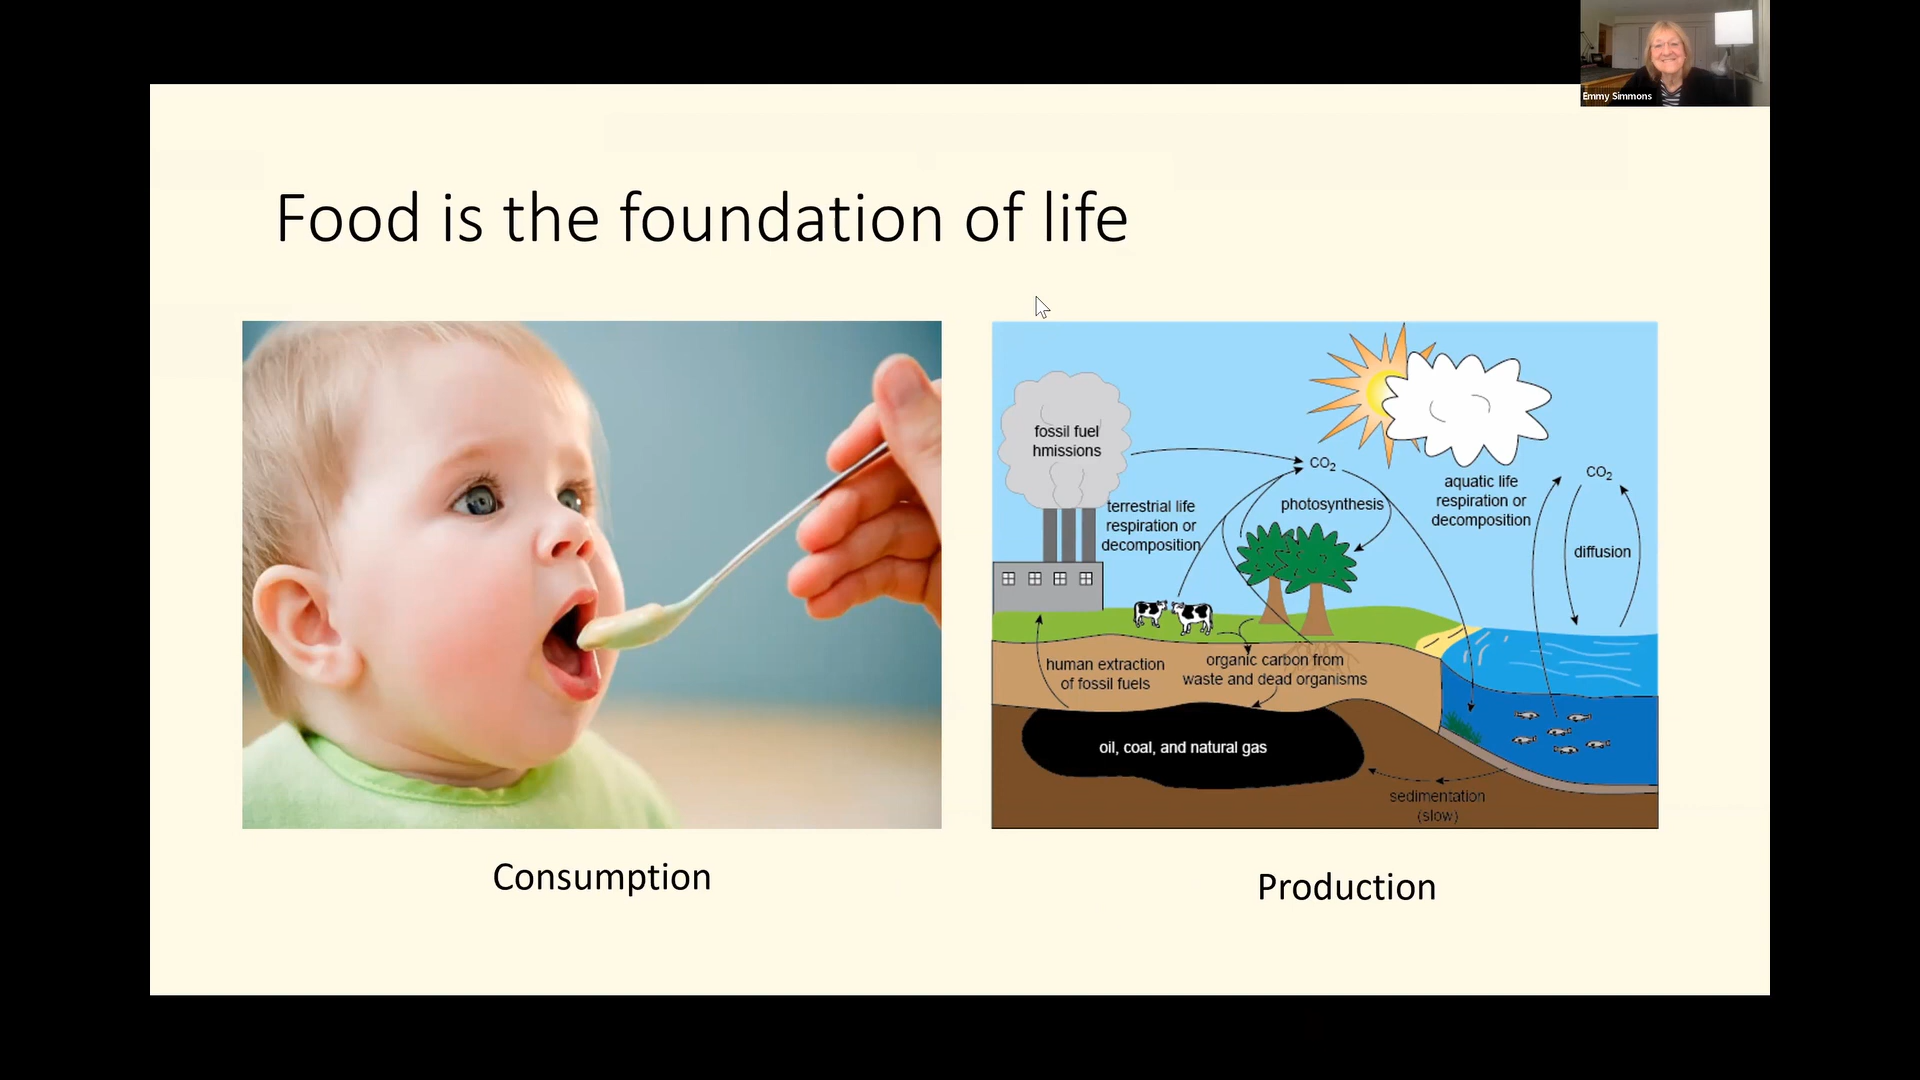 Emmy Simmons
Food is the foundation of life
fossil fuel
hmissions
CO2
terrestrial life
respiration or
decomposition
photosynthesis
aquatic life
respiration or
decomposition
CO2
diffusion
human extraction
of fossil fuels
organic carbon from
waste and dead organisms
oil, coal, and natural gas
sedimentation
(slow)
Consumption
Production